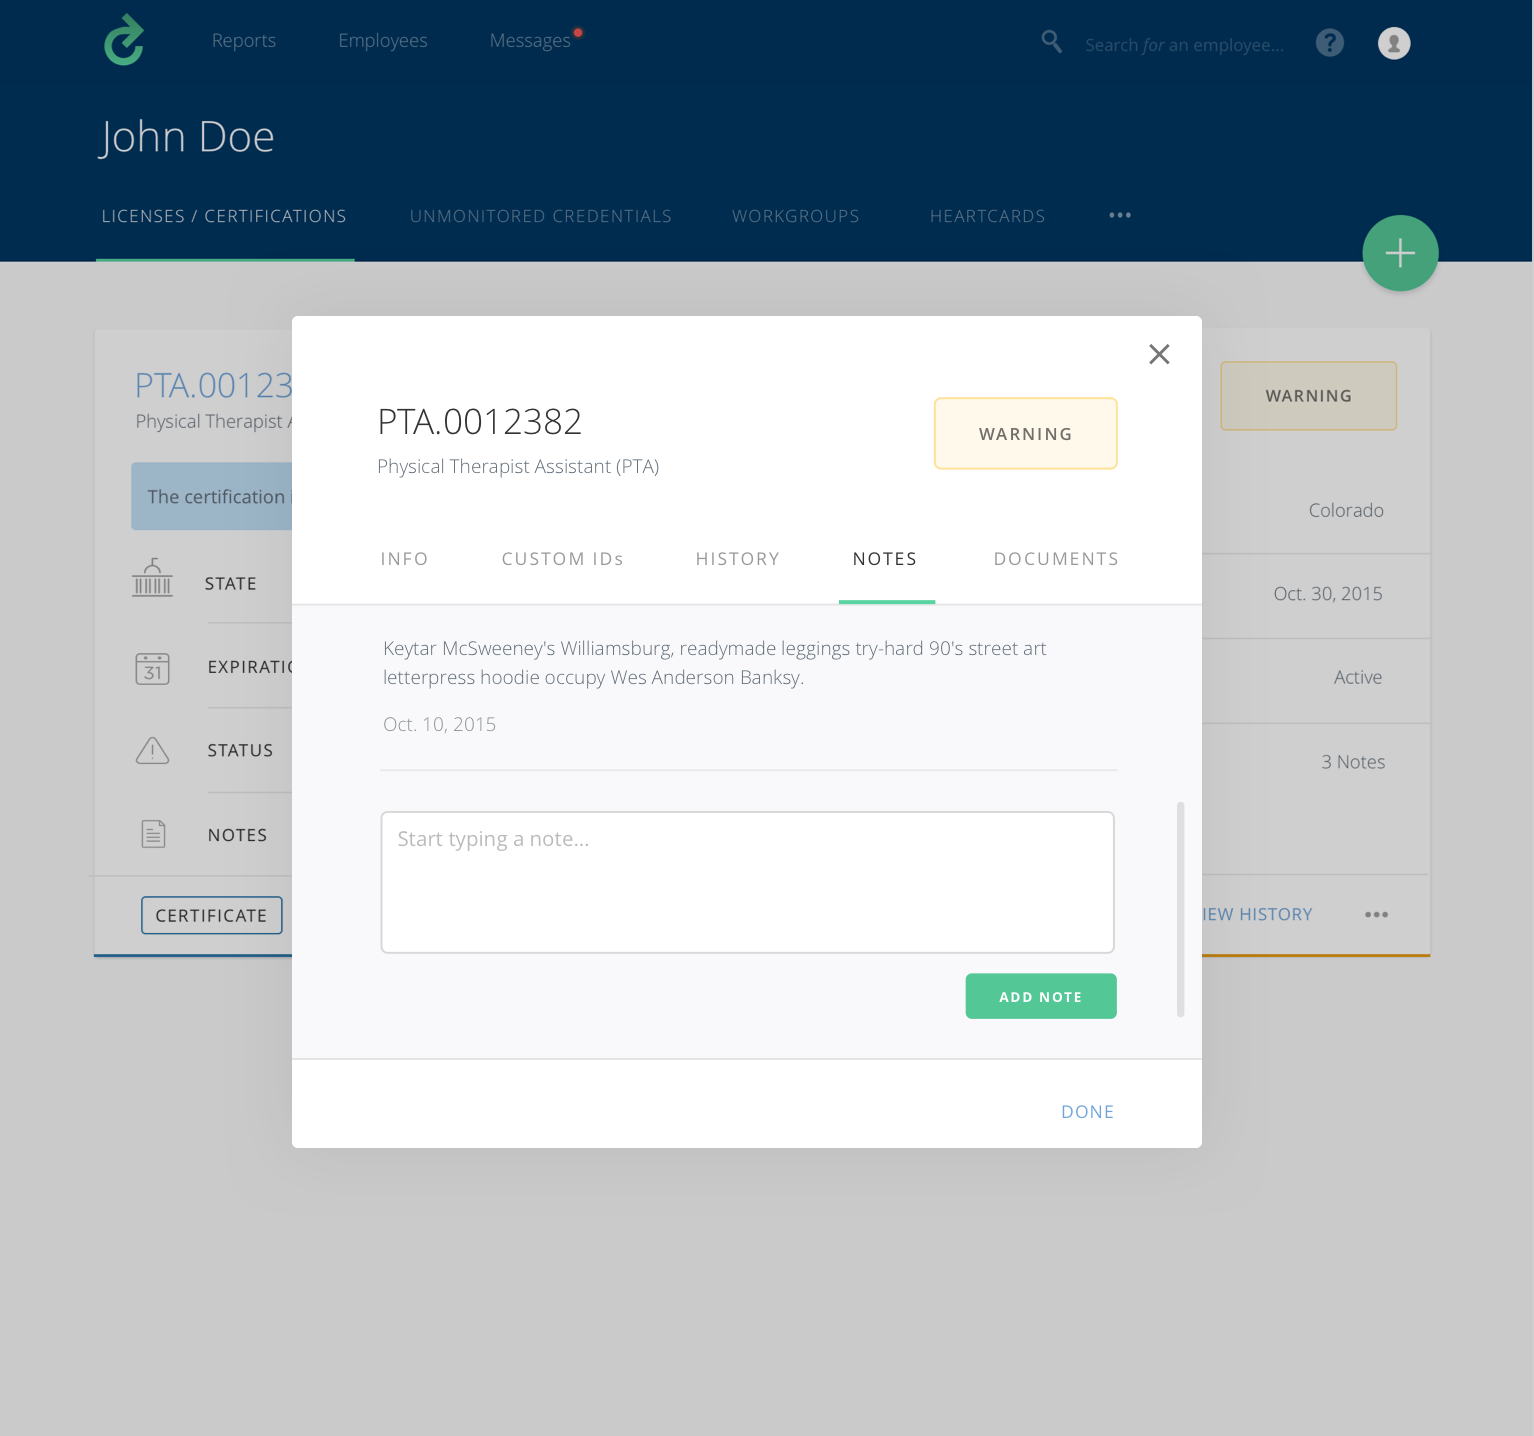 Reports Employees Messages Search for an employee... ?
John Doe
LICENSES / CERTIFICATIONS UNMONITORED CREDENTIALS WORKGROUPS HEARTCARDS •••
PTA.00123
Physical Therapist A
WARNING
The certification
Colorado
STATE
Oct. 30, 2015
31 EXPIRATIO
Active
STATUS
3 Notes
NOTES
CERTIFICATE
IEW HISTORY •••
PTA.0012382
WARNING
Physical Therapist Assistant (PTA)
INFO CUSTOM IDs HISTORY NOTES DOCUMENTS
Keytar McSweeney's Williamsburg, readymade leggings try-hard 90's street art
letterpress hoodie occupy Wes Anderson Banksy.
Oct. 10, 2015
Start typing a note...
ADD NOTE
DONE